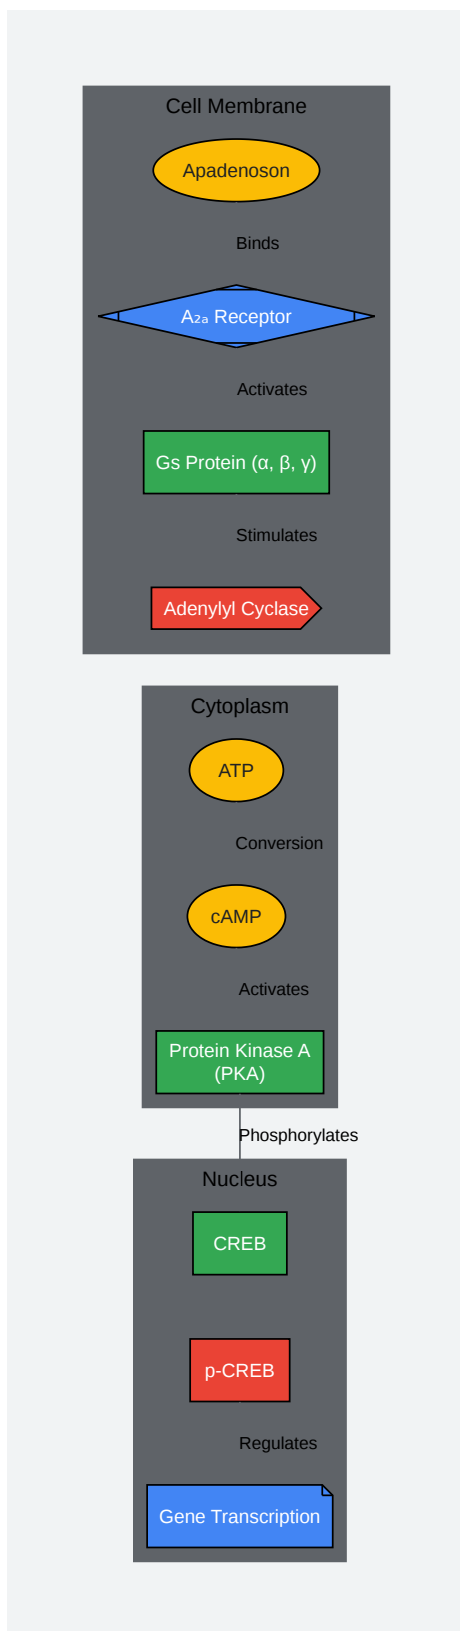 Cell Membrane
Apadenoson
Binds
A₂ₐ Receptor
Activates
Gs Protein (α, β, γ)
Stimulates
Adenylyl Cyclase
Cytoplasm
ATP
Conversion
cAMP
Activates
Protein Kinase A
(PKA)
Phosphorylates
Nucleus
CREB
p-CREB
Regulates
Gene Transcription